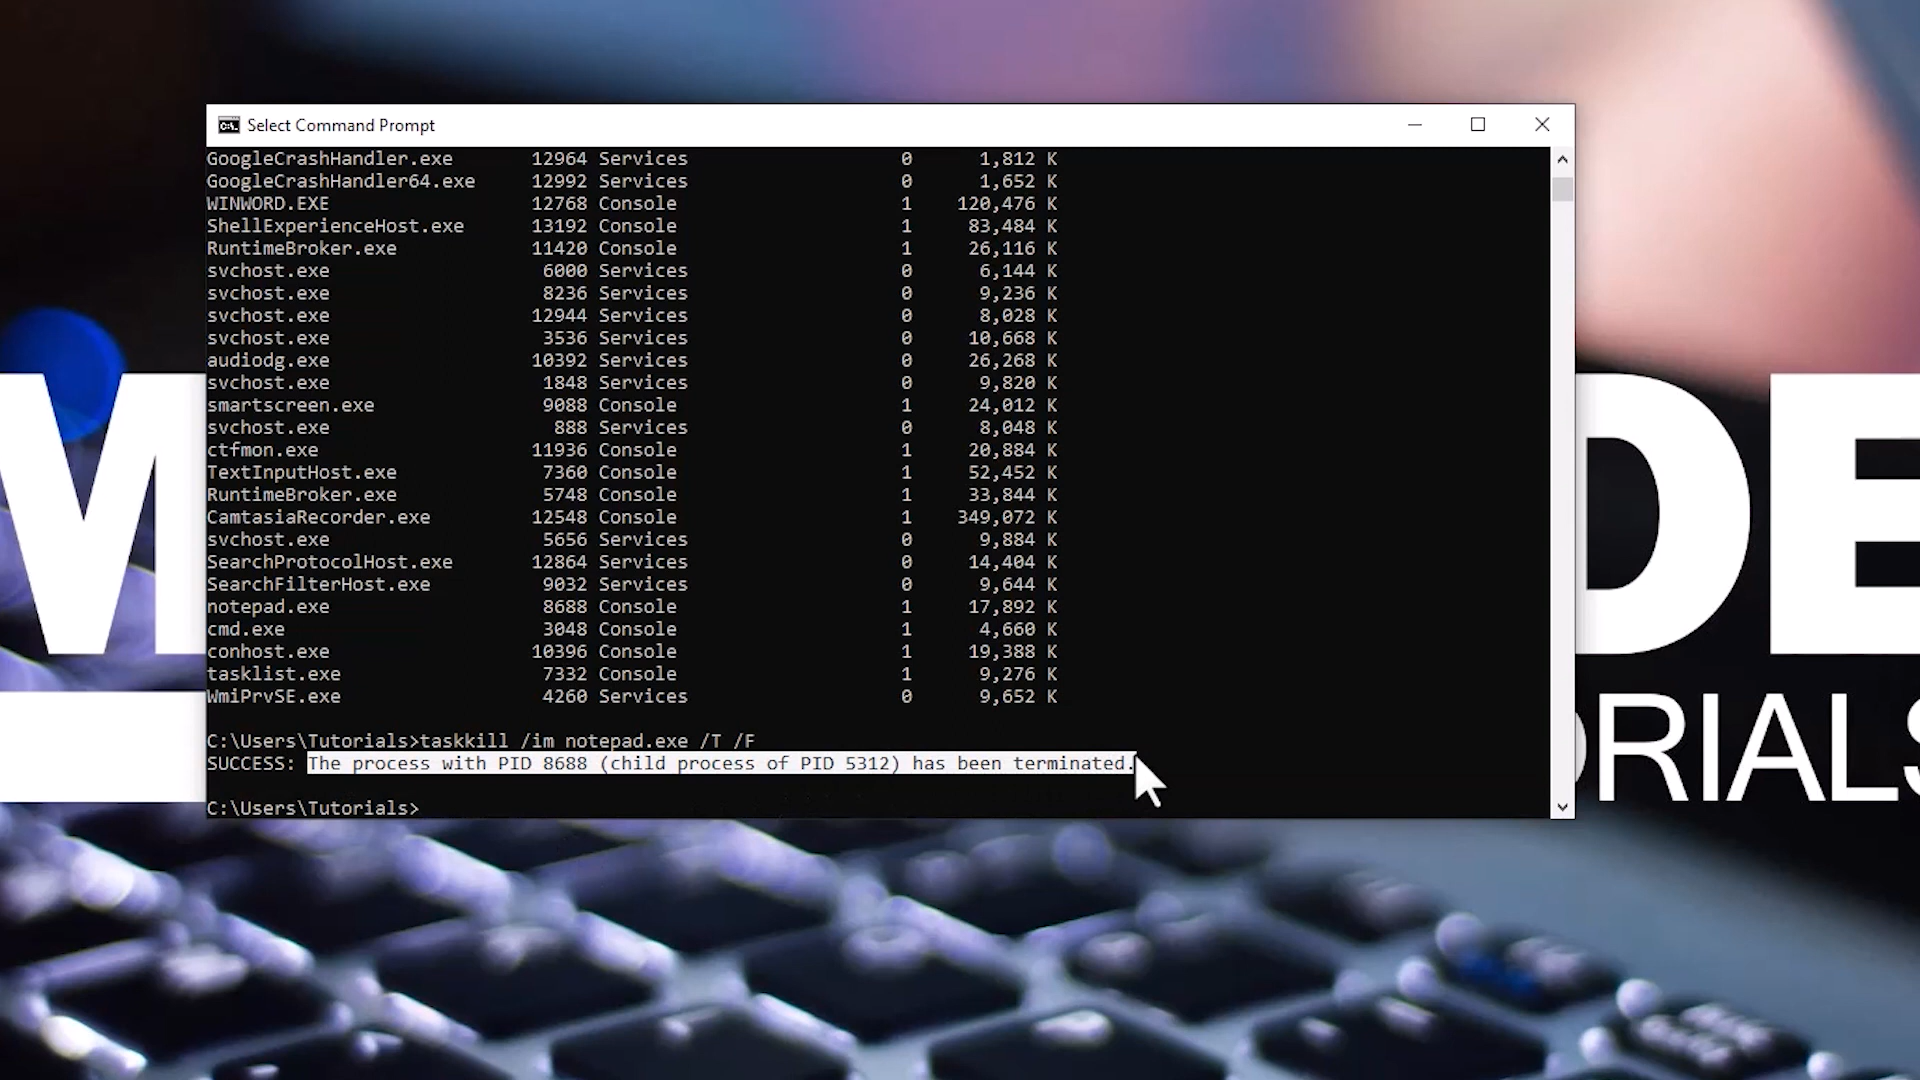 Select Command Prompt
GoogleCrashHandler.exe 12964 Services 0 1,812 K
GoogleCrashHandler64.exe 12992 Services 0 1,652 K
WINWORD.EXE 12768 Console 1 120,476 K
ShellExperienceHost.exe 13192 Console 1 83,484 K
RuntimeBroker.exe 11420 Console 1 26,116 K
svchost.exe 6000 Services 0 6,144 K
svchost.exe 8236 Services 0 9,236 K
svchost.exe 12944 Services 0 8,028 K
svchost.exe 3536 Services 0 10,668 K
audiodg.exe 10392 Services 0 26,268 K
svchost.exe 1848 Services 0 9,820 K
smartscreen.exe 9088 Console 1 24,012 K
svchost.exe 888 Services 0 8,048 K
ctfmon.exe 11936 Console 1 20,884 K
TextInputHost.exe 7360 Console 1 52,452 K
RuntimeBroker.exe 5748 Console 1 33,844 K
CamtasiaRecorder.exe 12548 Console 1 349,072 K
svchost.exe 5656 Services 0 9,884 K
SearchProtocolHost.exe 12864 Services 0 14,404 K
SearchFilterHost.exe 9032 Services 0 9,644 K
notepad.exe 8688 Console 1 17,892 K
cmd.exe 3048 Console 1 4,660 K
conhost.exe 10396 Console 1 19,388 K
tasklist.exe 7332 Console 1 9,276 K
WmiPrvSE.exe 4260 Services 0 9,652 K
C:\Users\Tutorials>taskkill /im notepad.exe /T /F
SUCCESS: The process with PID 8688 (child process of PID 5312) has been terminated.
C:\Users\Tutorials>
M DE
ORIALS